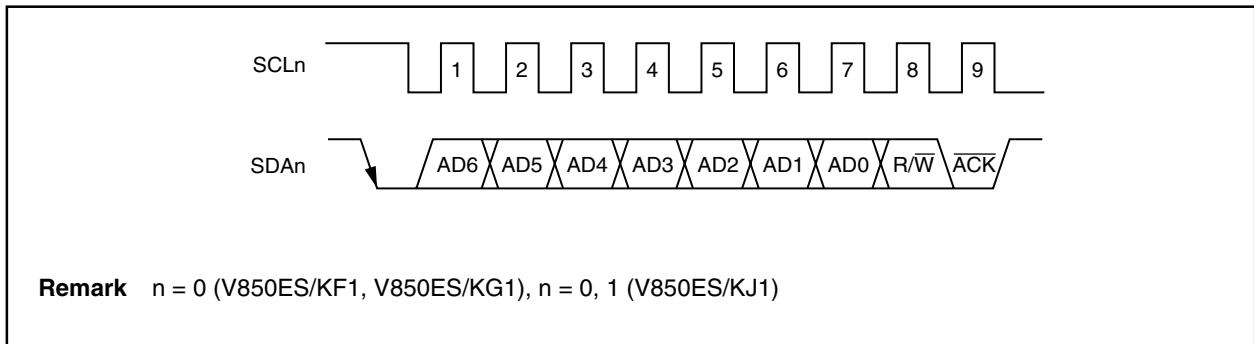 SCLn 1 2 3 4 5 6 7 8 9
SDAn AD6 AD5 AD4 AD3 AD2 AD1 AD0 R/W̅ A̅C̅K̅
Remark n = 0 (V850ES/KF1, V850ES/KG1), n = 0, 1 (V850ES/KJ1)